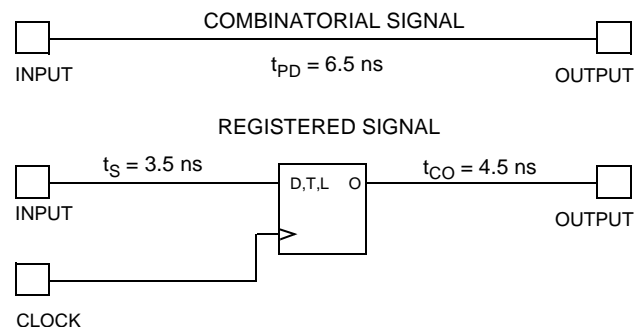 COMBINATORIAL SIGNAL
INPUT
tPD = 6.5 ns
OUTPUT
REGISTERED SIGNAL
tS = 3.5 ns
D,T,L O
tCO = 4.5 ns
INPUT
OUTPUT
CLOCK